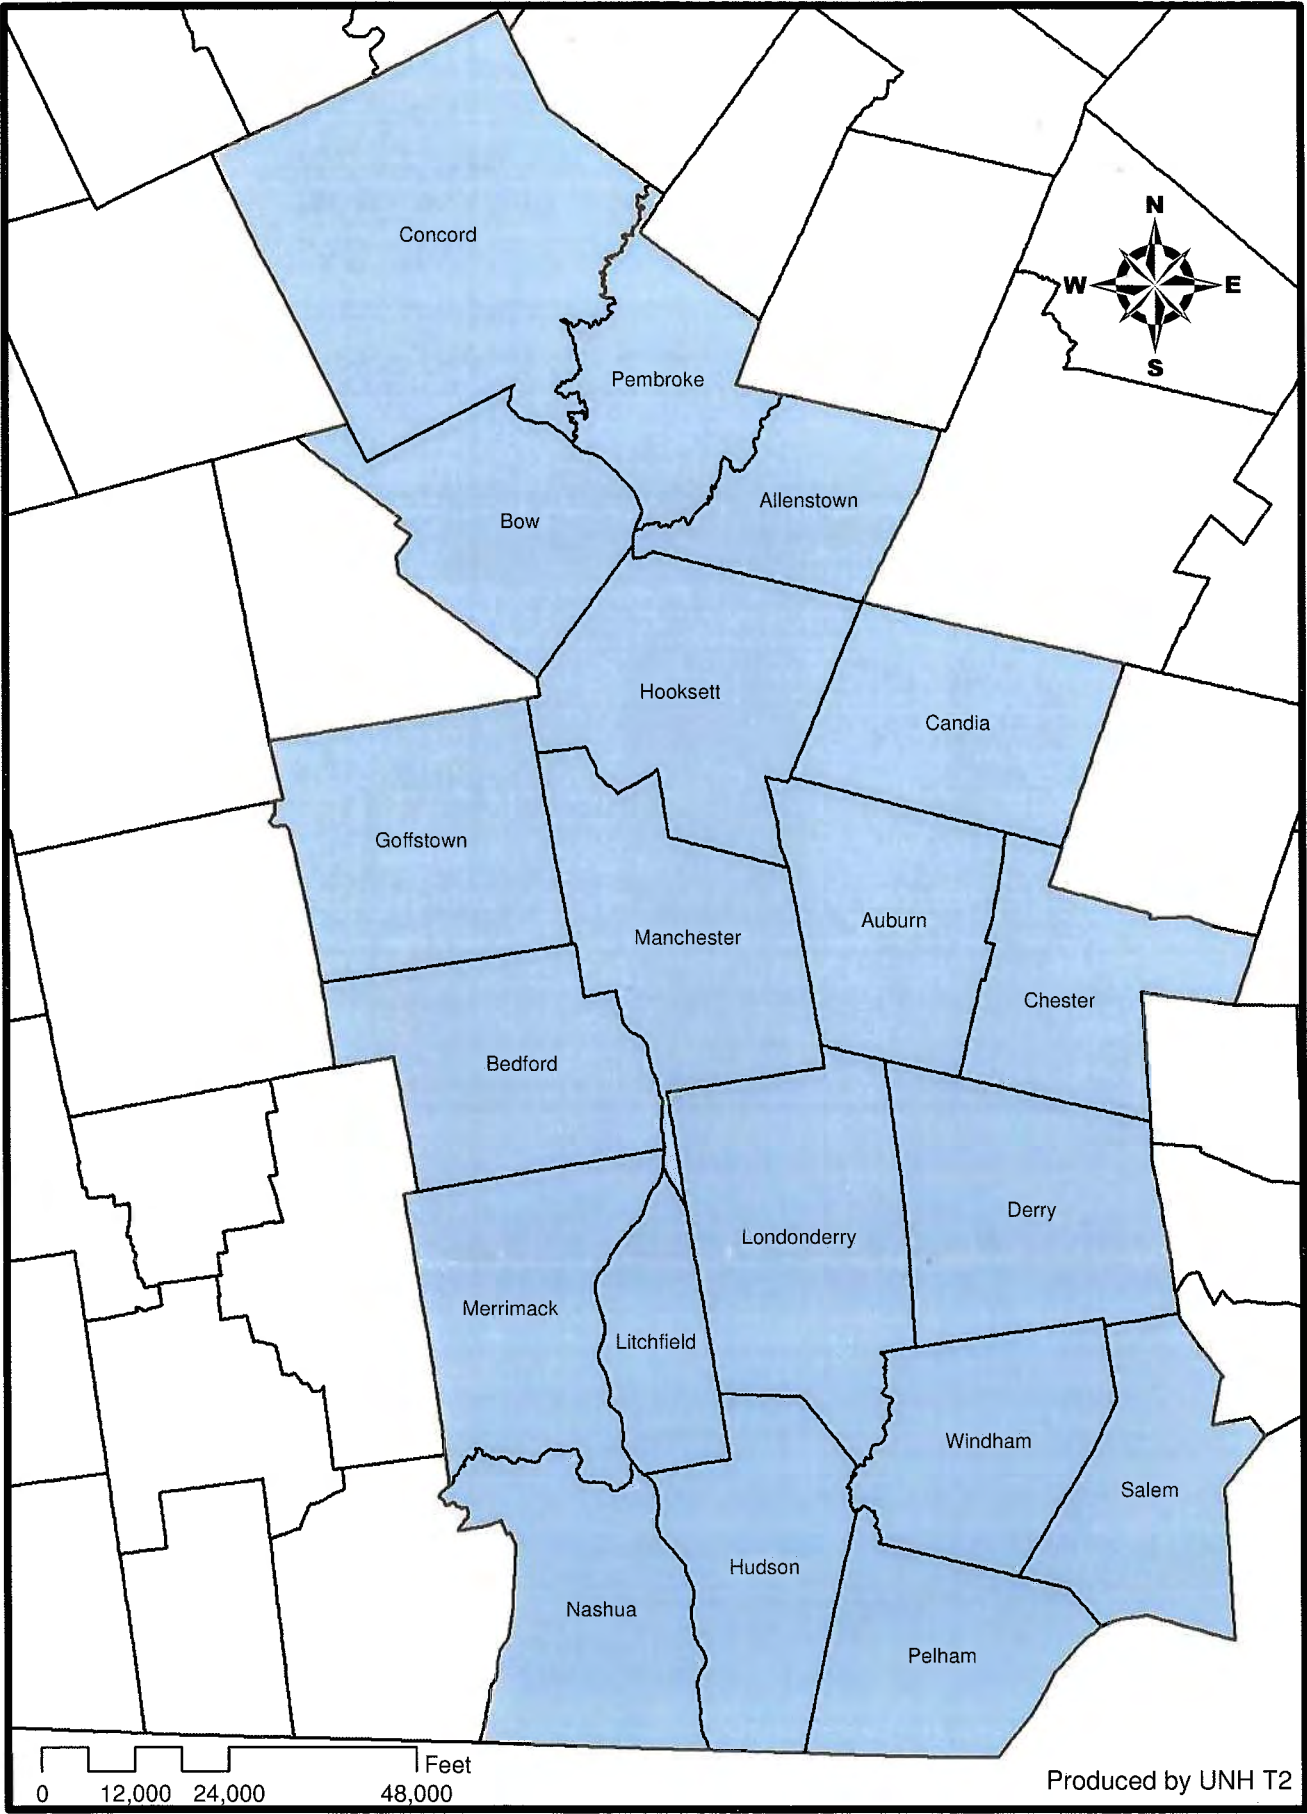 N
Concord
W
E
S
Pembroke
Allenstown
Bow
Hooksett
Candia
Goffstown
Auburn
Manchester
Chester
Bedford
Derry
Londonderry
Merrimack
Litchfield
Windham
Salem
Hudson
Nashua
Pelham
Feet
0 12,000 24,000 48,000
Produced by UNH T2